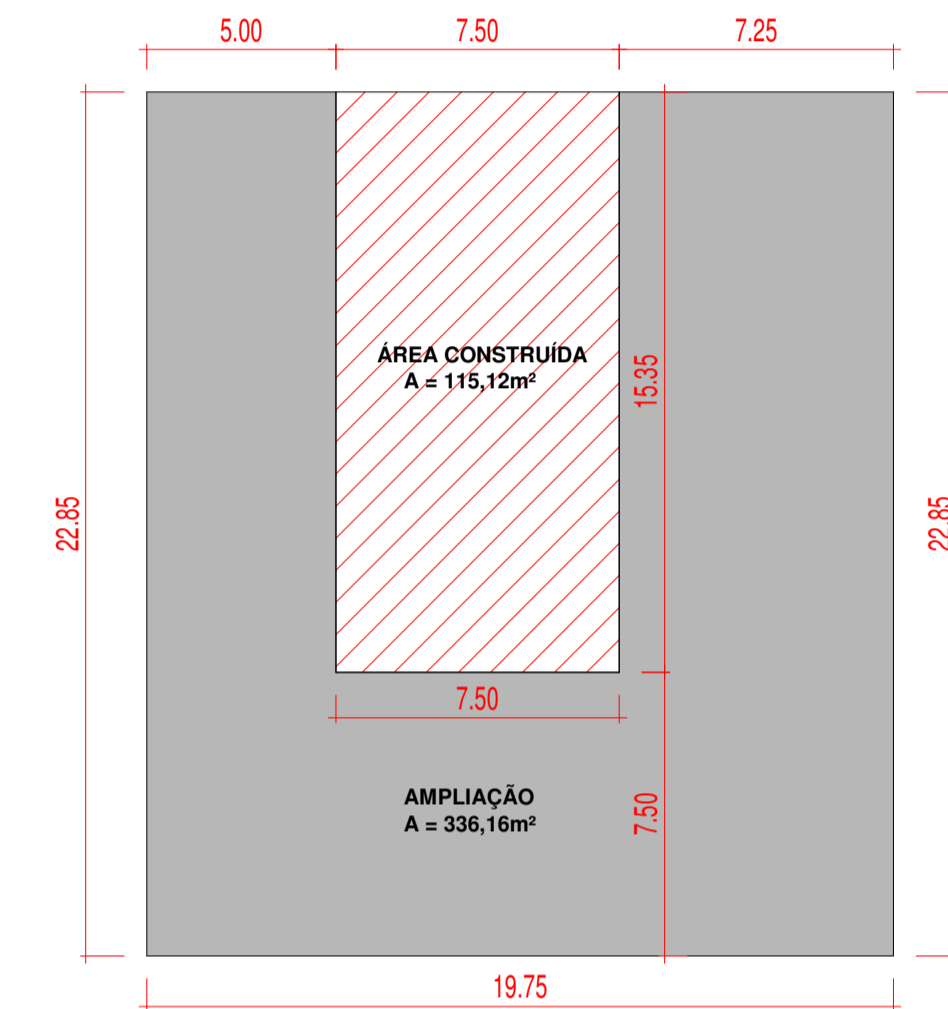 5.00 7.50 7.25
ÁREA CONSTRUÍDA
A = 115,12m²
15.35
22.85
22.85
7.50
AMPLIAÇÃO
A = 336,16m²
7.50
19.75